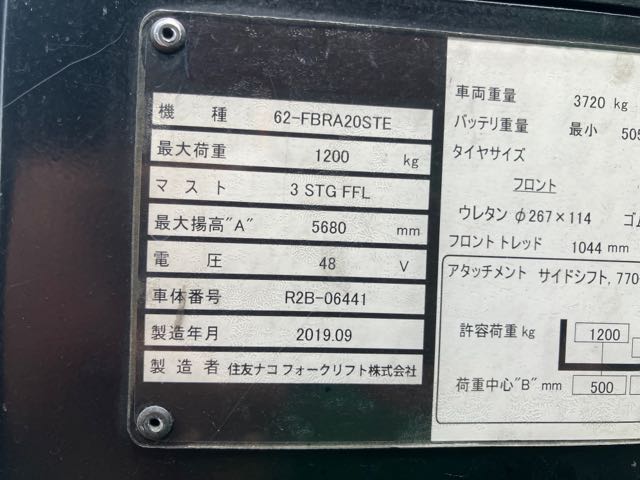 機種 62-FBRA20STE
最大荷重 1200 kg
マスト 3 STG FFL
最大揚高"A" 5680 mm
電圧 48 V
車体番号 R2B-06441
製造年月 2019.09
製造者 住友ナコ フォークリフト株式会社
車両重量 3720 kg
バッテリ重量 最小 505
タイヤサイズ
フロント
ウレタン φ267×114 ゴム
フロント トレッド 1044 mm
アタッチメント サイドシフト, 770
許容荷重 kg 1200
荷重中心"B" mm 500